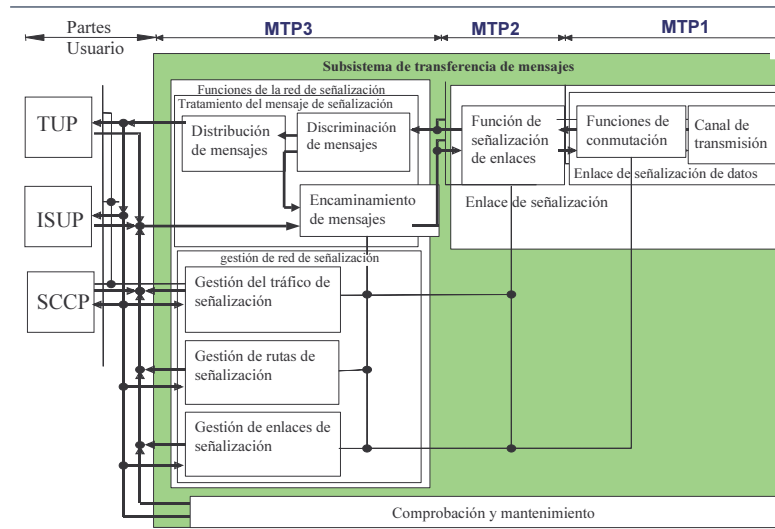 Partes
Usuario
MTP3
MTP2
MTP1
Subsistema de transferencia de mensajes
Funciones de la red de señalización
Tratamiento del mensaje de señalización
TUP
Distribución
de mensajes
Discriminación
de mensajes
Función de
señalización
de enlaces
Funciones de
conmutación
Canal de
transmisión
Enlace de señalización de datos
ISUP
Encaminamiento
de mensajes
Enlace de señalización
gestión de red de señalización
SCCP
Gestión del tráfico de
señalización
Gestión de rutas de
señalización
Gestión de enlaces de
señalización
Comprobación y mantenimiento